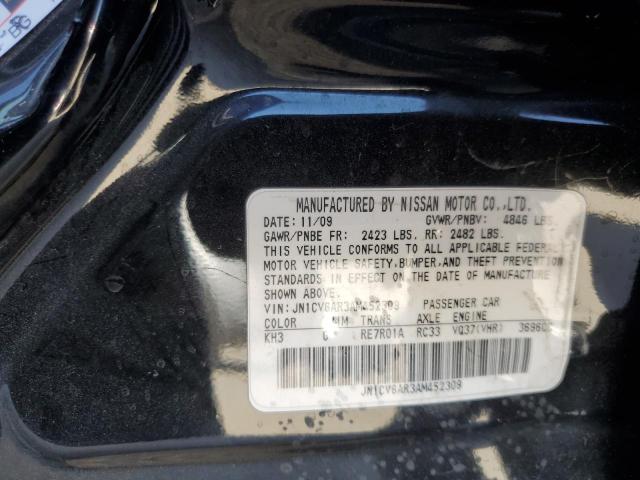 MANUFACTURED BY NISSAN MOTOR CO.,LTD.
DATE: 11/09 GVWR/PNBV: 4846 LBS.
GAWR/PNBE FR: 2423 LBS. RR: 2482 LBS.
THIS VEHICLE CONFORMS TO ALL APPLICABLE FEDERAL
MOTOR VEHICLE SAFETY, BUMPER, AND THEFT PREVENTION
STANDARDS IN EFFECT ON THE DATE OF MANUFACTURE
SHOWN ABOVE.
VIN: JN1CV6AR3AM452309 PASSENGER CAR
COLOR TRIM TRANS AXLE ENGINE
KH3 G RE7R01A RC33 VQ37(VHR)
JN1CV6AR3AM452309